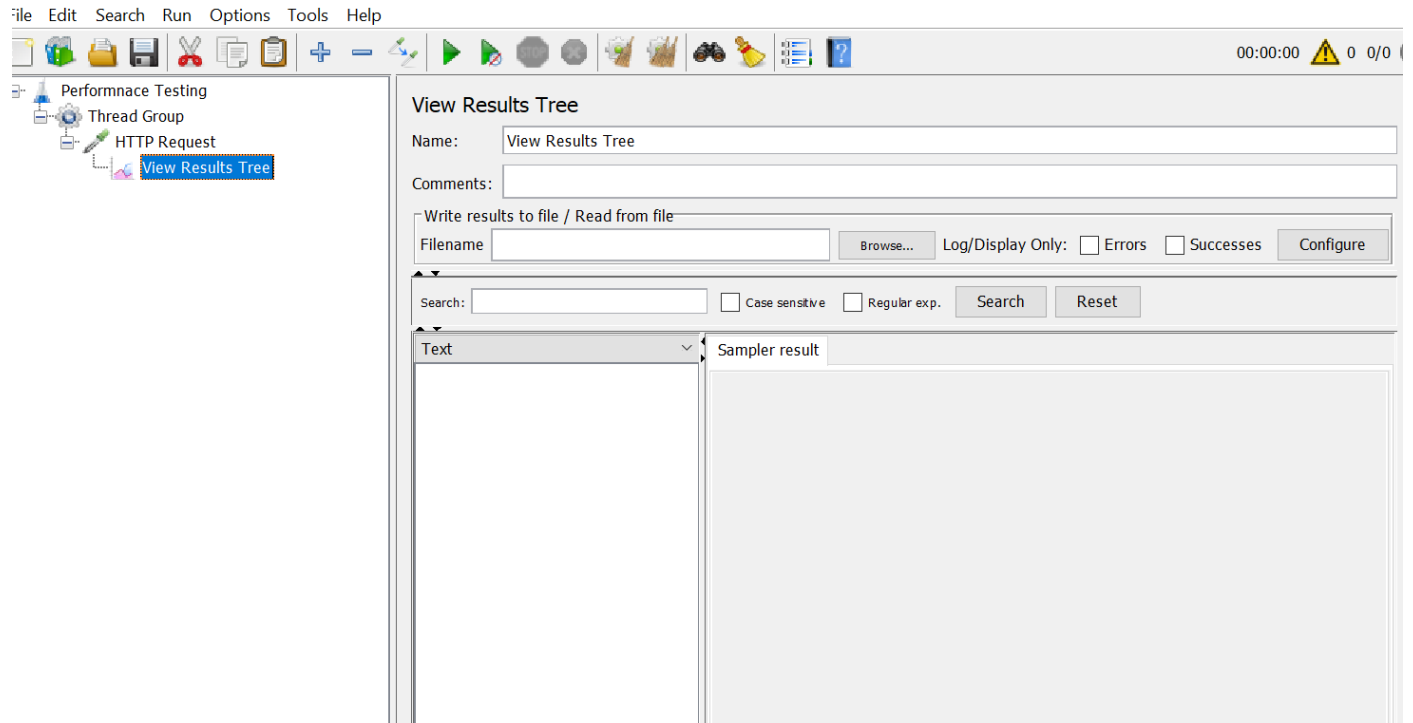 File Edit Search Run Options Tools Help
STOP
00:00:00 0 0/0
Performnace Testing
Thread Group
HTTP Request
View Results Tree
View Results Tree
Name: View Results Tree
Comments:
Write results to file / Read from file
Filename Browse... Log/Display Only: Errors Successes Configure
Search: Case sensitive Regular exp. Search Reset
Text
Sampler result